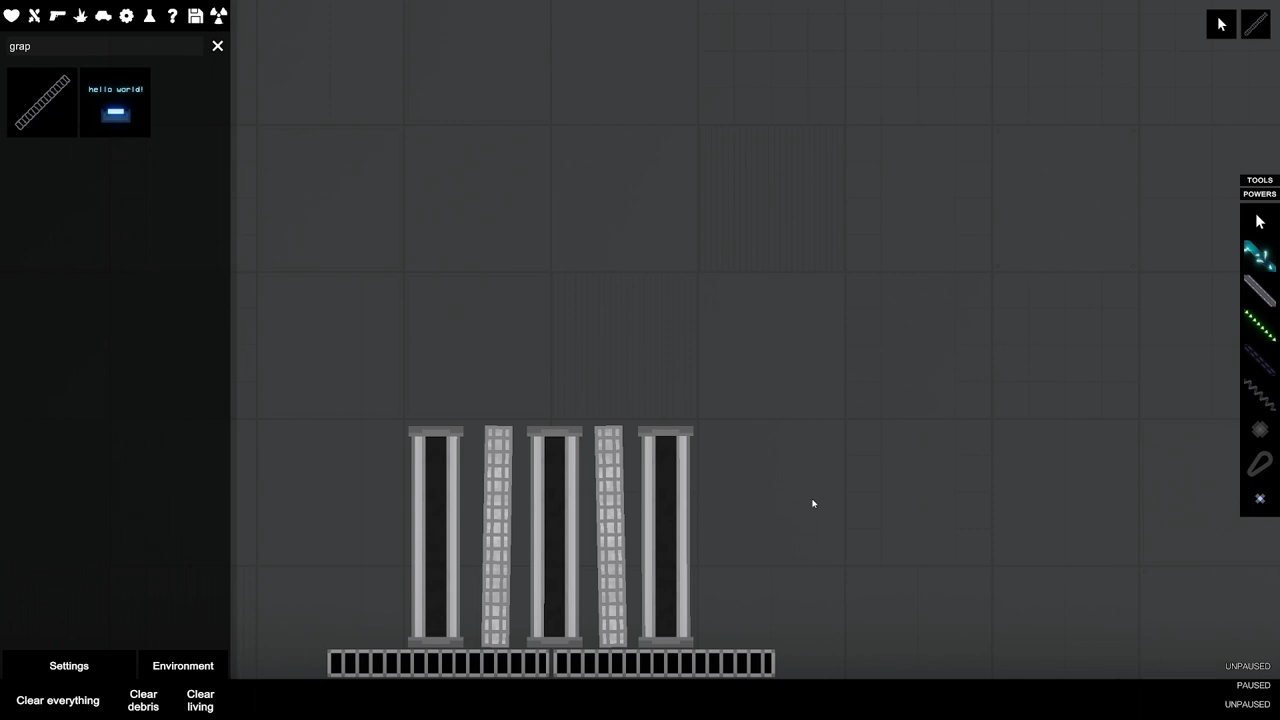 grap
hello world!
TOOLS
POWERS
Settings
Environment
Clear everything
Clear
debris
Clear
living
UNPAUSED
PAUSED
UNPAUSED